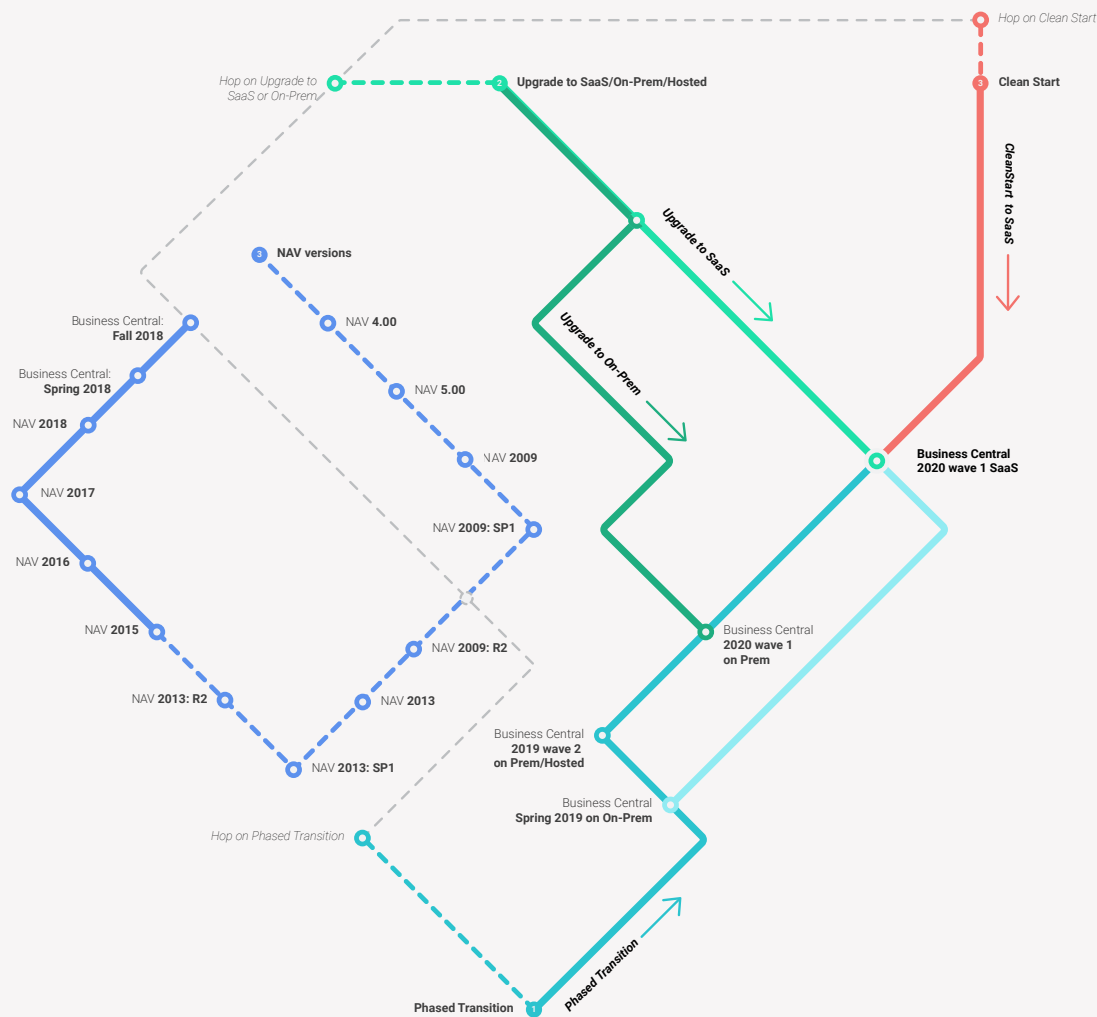 Hop on Clean Start
Hop on Upgrade to
SaaS or On-Prem
2
Upgrade to SaaS/On-Prem/Hosted
3
Clean Start
CleanStart to SaaS
Upgrade to SaaS
3
NAV versions
Business Central:
Fall 2018
NAV 4.00
Upgrade to On-Prem
Business Central:
Spring 2018
NAV 5.00
NAV 2018
NAV 2009
Business Central
2020 wave 1 SaaS
NAV 2017
NAV 2009: SP1
NAV 2016
NAV 2015
Business Central
2020 wave 1
on Prem
NAV 2009: R2
NAV 2013: R2
NAV 2013
Business Central
2019 wave 2
on Prem/Hosted
NAV 2013: SP1
Business Central
Spring 2019 on On-Prem
Hop on Phased Transition
Phased Transition
Phased Transition
1